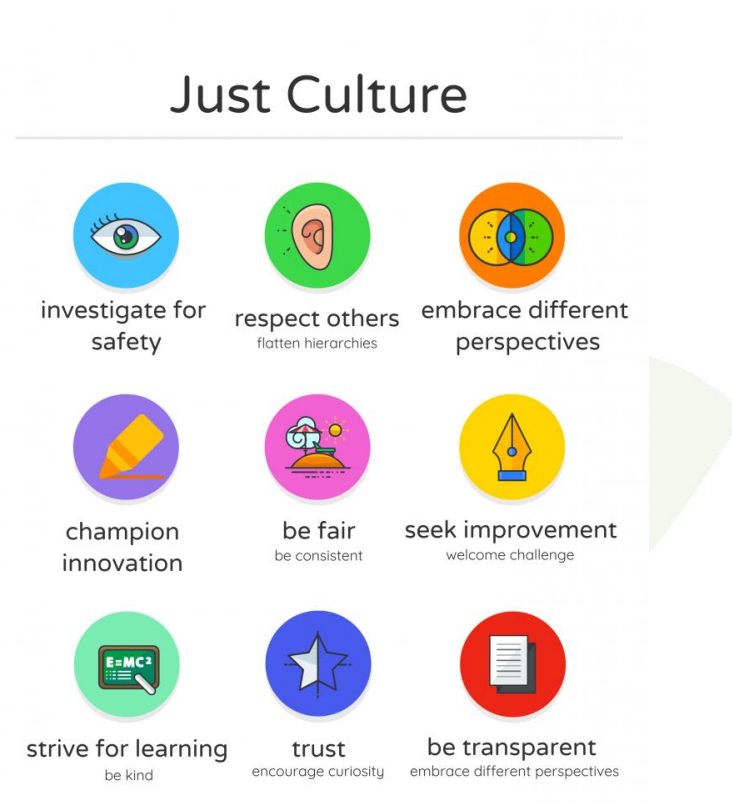 Just Culture
investigate for
safety
respect others
flatten hierarchies
embrace different
perspectives
champion
innovation
be fair
be consistent
seek improvement
welcome challenge
E=MC²
strive for learning
be kind
trust
encourage curiosity
be transparent
embrace different perspectives